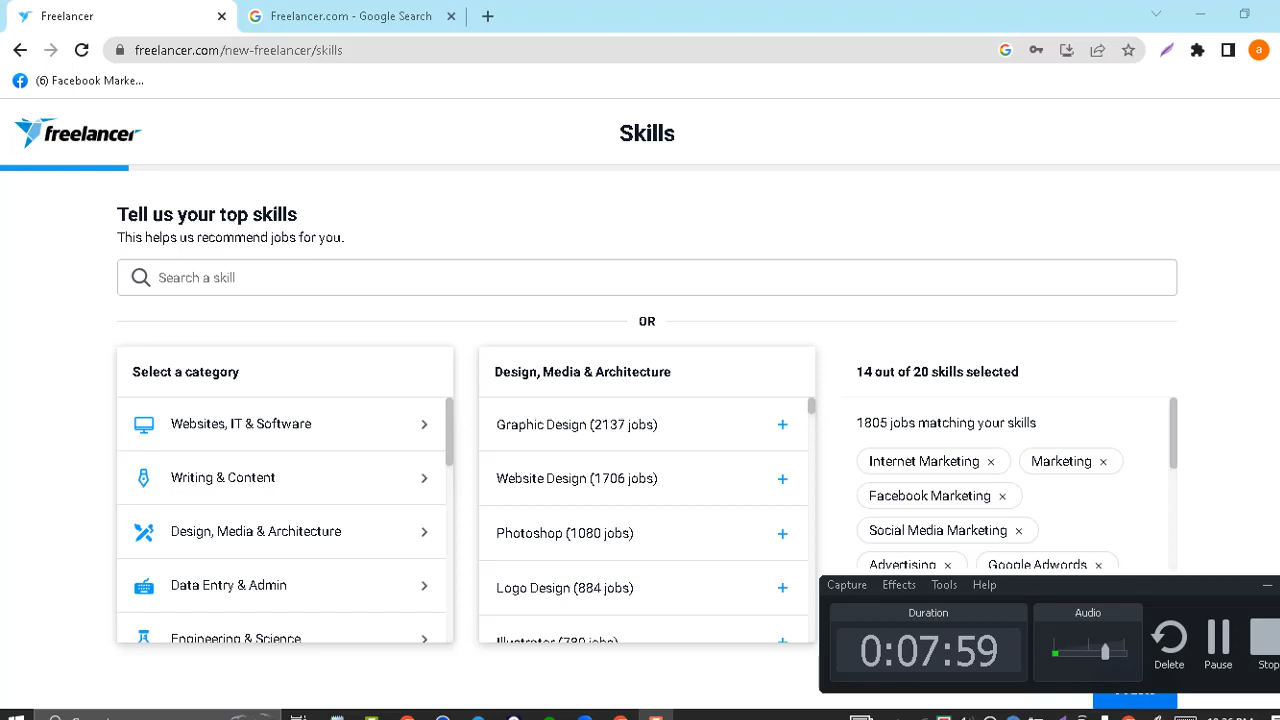 Freelancer
Freelancer.com - Google Search
freelancer.com/new-freelancer/skills
a
(6) Facebook Marke...
freelancer
Skills
Tell us your top skills
This helps us recommend jobs for you.
Search a skill
OR
Select a category
Websites, IT & Software
Writing & Content
Design, Media & Architecture
Data Entry & Admin
Engineering & Science
Design, Media & Architecture
Graphic Design (2137 jobs)
Website Design (1706 jobs)
Photoshop (1080 jobs)
Logo Design (884 jobs)
Illustrator (780 jobs)
14 out of 20 skills selected
1805 jobs matching your skills
Internet Marketing × Marketing ×
Facebook Marketing ×
Social Media Marketing ×
Advertising × Google Adwords ×
Capture Effects Tools Help
Duration
Audio
0:07:59
Delete Pause Stop